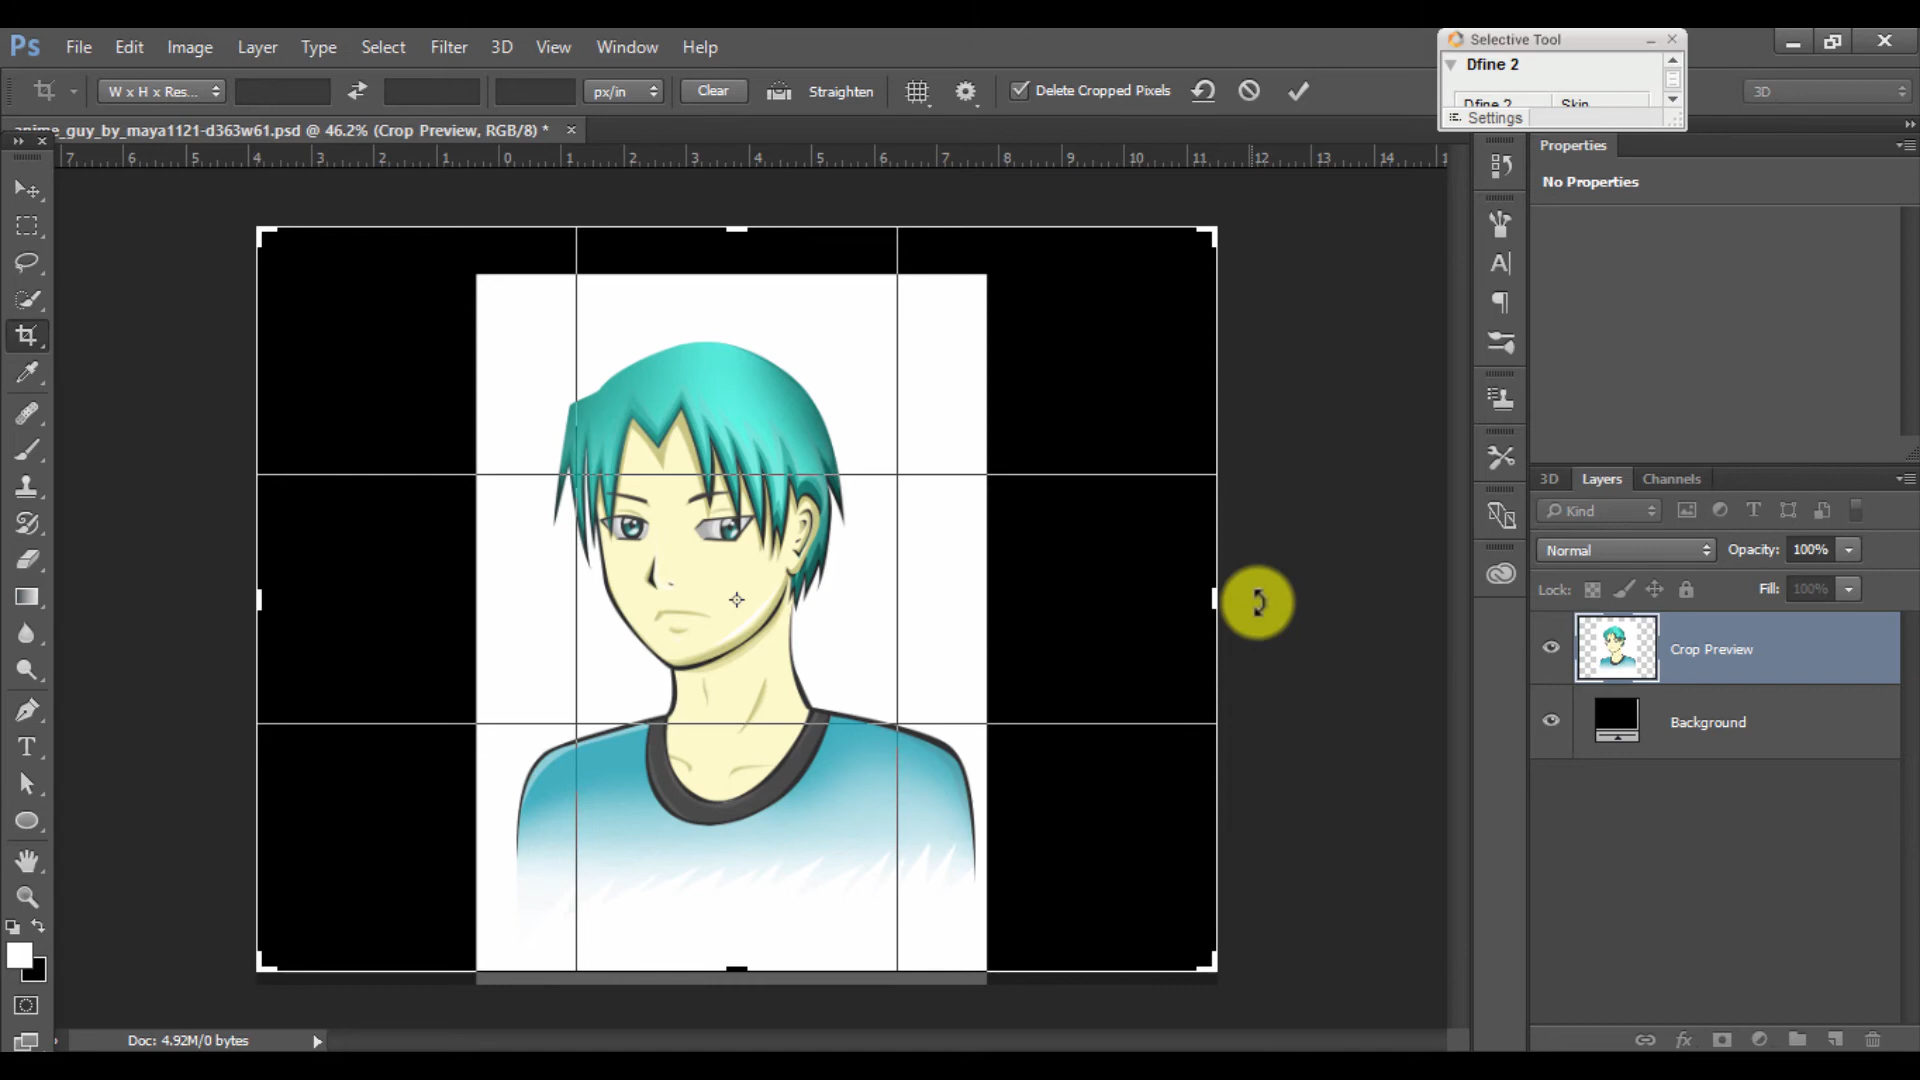 Ps File Edit Image Layer Type Select Filter 3D View Window Help
Selective Tool
Dfine 2
Dfine 2 Skin
Settings
W x H x Res... px/in Clear Straighten Delete Cropped Pixels 3D
anime_guy_by_maya1121-d363w61.psd @ 46.2% (Crop Preview, RGB/8) *
7 6 5 4 3 2 1 0 1 2 3 4 5 6 7 8 9 10 11 12 13 14
Properties
No Properties
3D Layers Channels
Kind T
Normal Opacity: 100%
Lock: Fill: 100%
Crop Preview
Background
fx
Doc: 4.92M/0 bytes